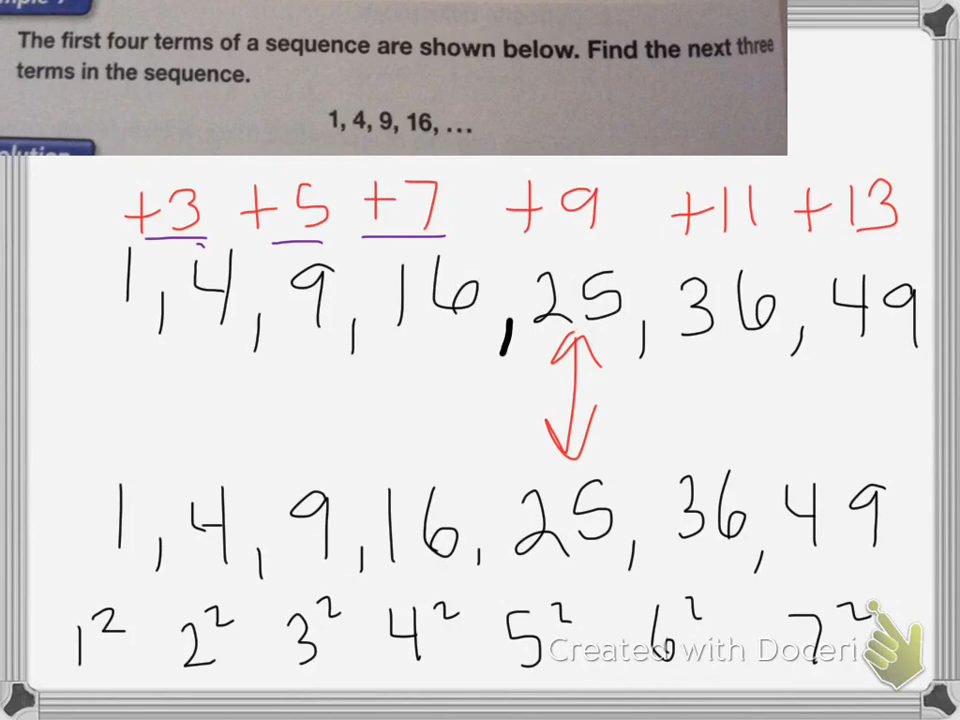 The first four terms of a sequence are shown below. Find the next three
terms in the sequence.
1, 4, 9, 16, ...
+3 +5 +7 +9 +11 +13
1, 4, 9, 16, 25, 36, 49
1, 4, 9, 16, 25, 36, 49
1² 2² 3² 4² 5² 6² 7²
Created with Doceri